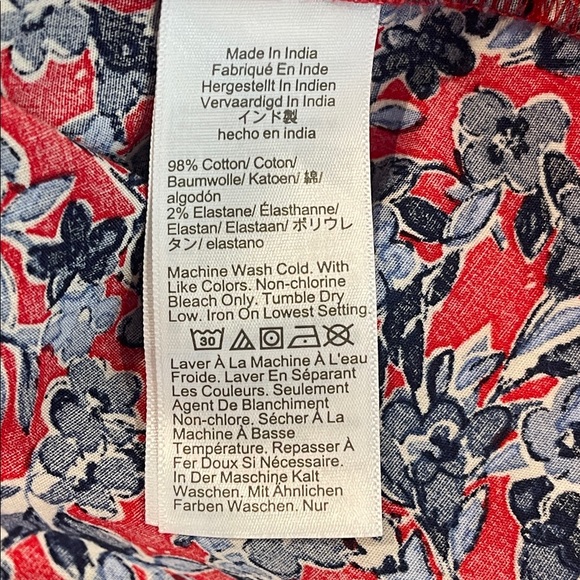 Made In India
Fabriqué En Inde
Hergestellt In Indien
Vervaardigd In India
インド製
hecho en india
98% Cotton/ Coton/
Baumwolle/ Katoen/ 綿/
algodón
2% Elastane/ Élasthanne/
Elastan/ Elastaan/ ポリウレ
タン/ elastano
Machine Wash Cold. With
Like Colors. Non-chlorine
Bleach Only. Tumble Dry
Low. Iron On Lowest Setting
30
Laver À La Machine À L'eau
Froide. Laver En Séparant
Les Couleurs. Seulement
Agent De Blanchiment
Non-chlore. Sécher À La
Machine À Basse
Température. Repasser À
Fer Doux Si Nécessaire.
In Der Maschine Kalt
Waschen. Mit Ähnlichen
Farben Waschen. Nur